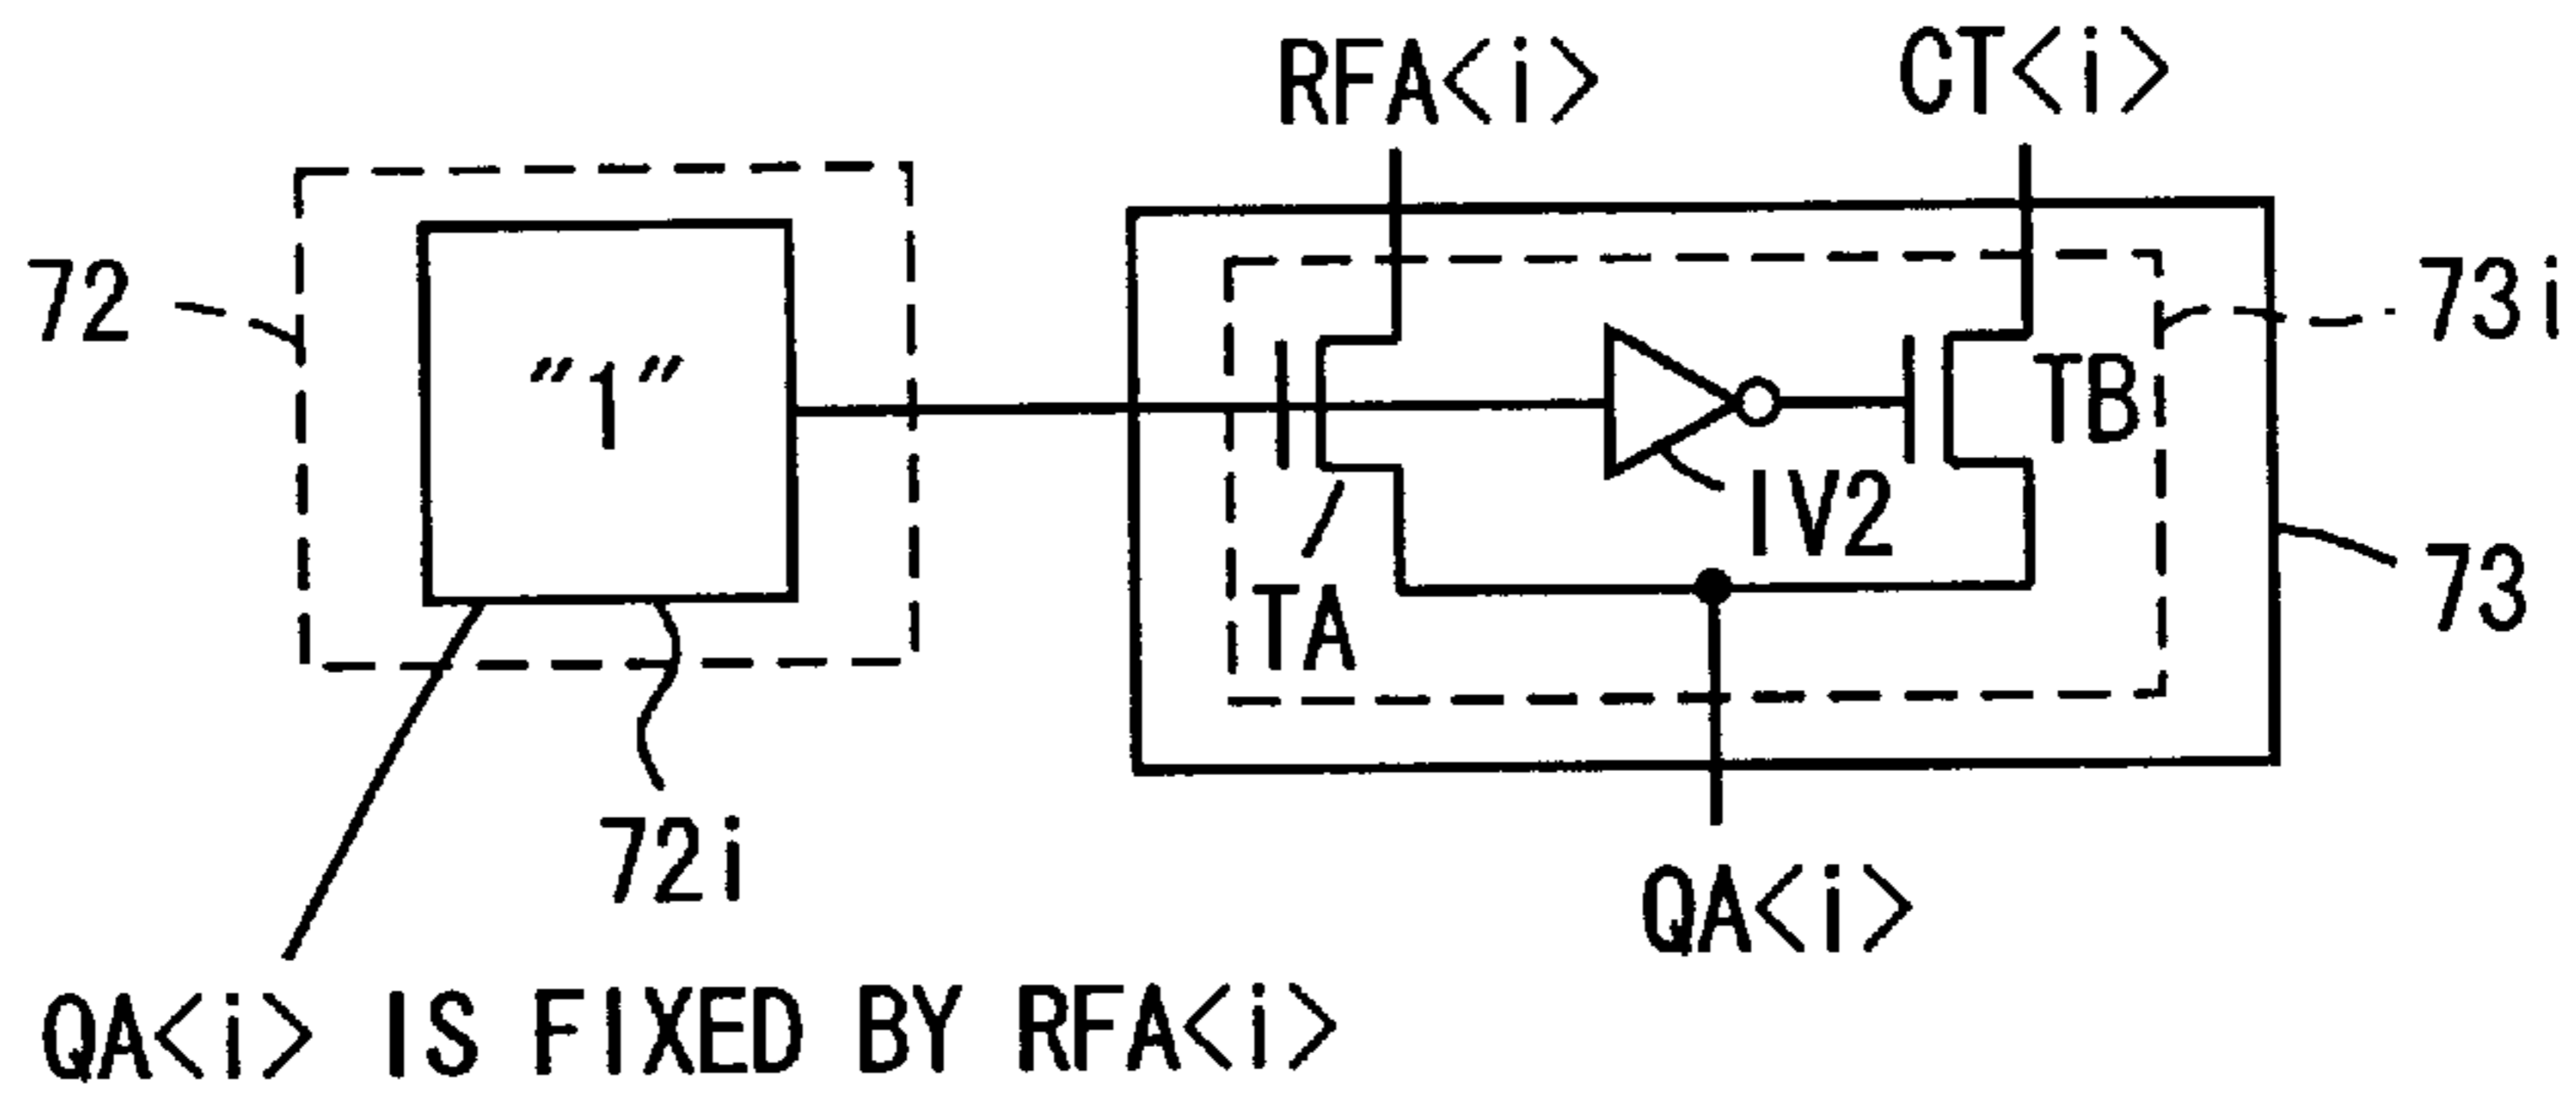 RFA<i>
CT<i>
72
"1"
73i
TB
IV2
TA
73
72i
QA<i>
QA<i> IS FIXED BY RFA<i>